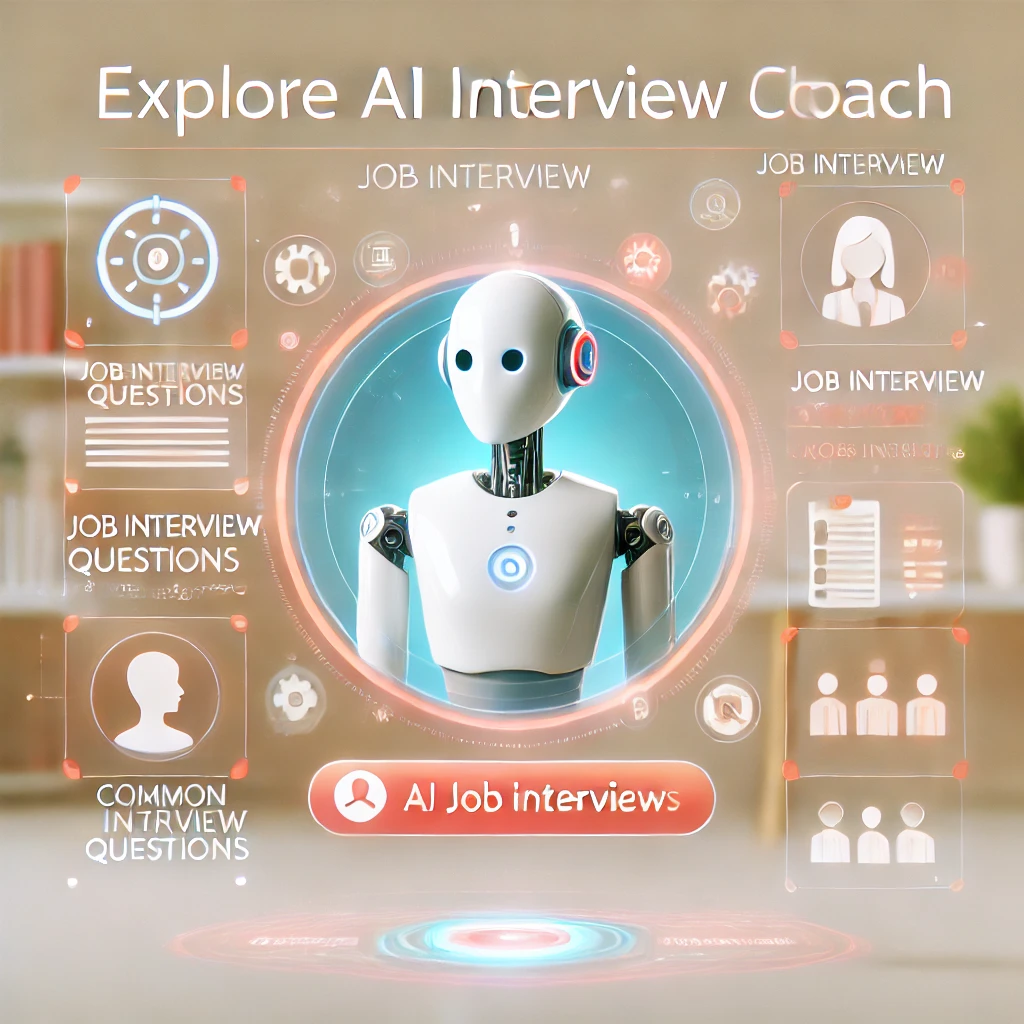 Explore AI Interview Coach
JOB INTERVIEW
JOB INTERVIEW
JOB INTERVIEW
QUESTIONS
JOB INTERVIEW
JOB INTERVIEW
QUESTIONS
COMMON
INTRVIEW
QUESTIONS
AI Job interviews